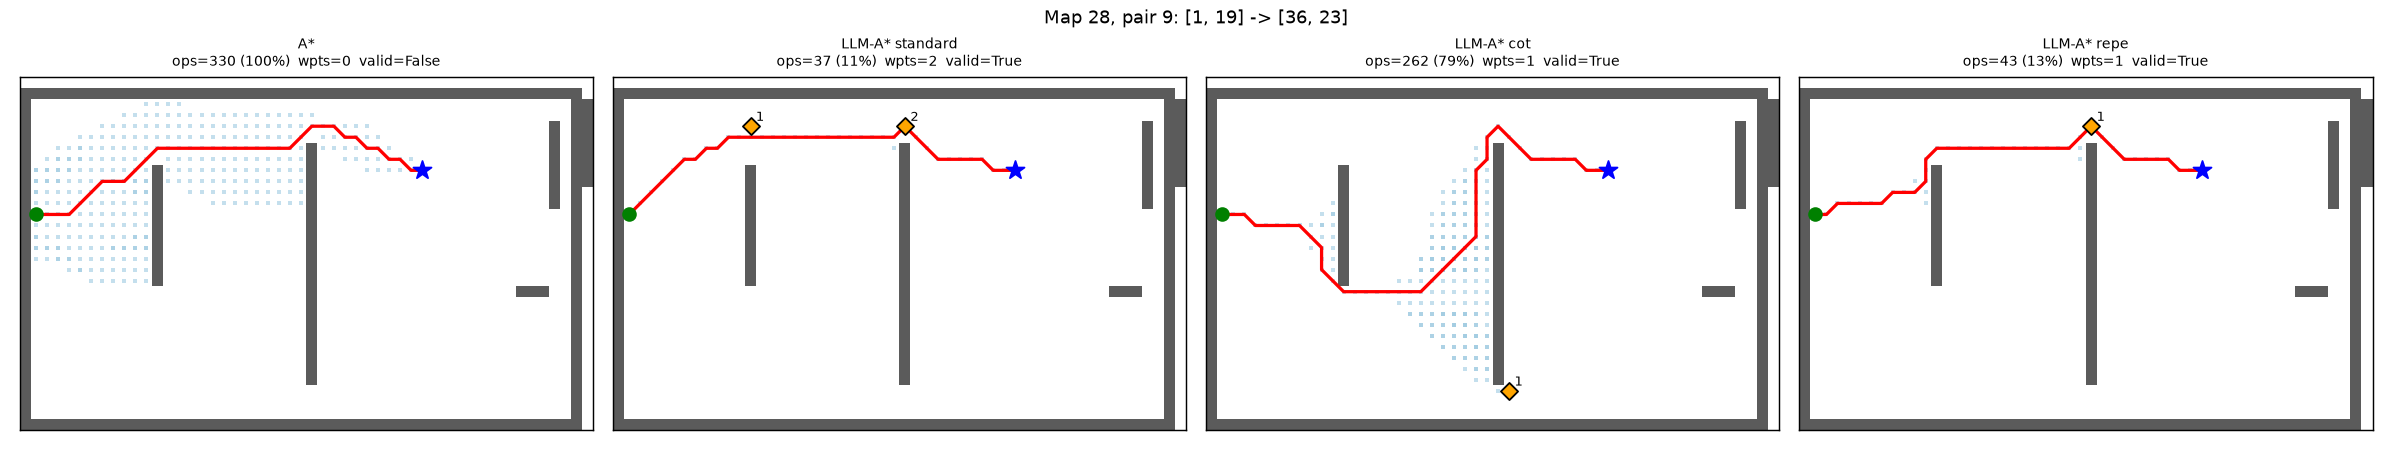 Map 28, pair 9: [1, 19] -> [36, 23]
A*
ops=330 (100%) wpts=0 valid=False
LLM-A* standard
ops=37 (11%) wpts=2 valid=True
LLM-A* cot
ops=262 (79%) wpts=1 valid=True
LLM-A* repe
ops=43 (13%) wpts=1 valid=True
1
2
1
1